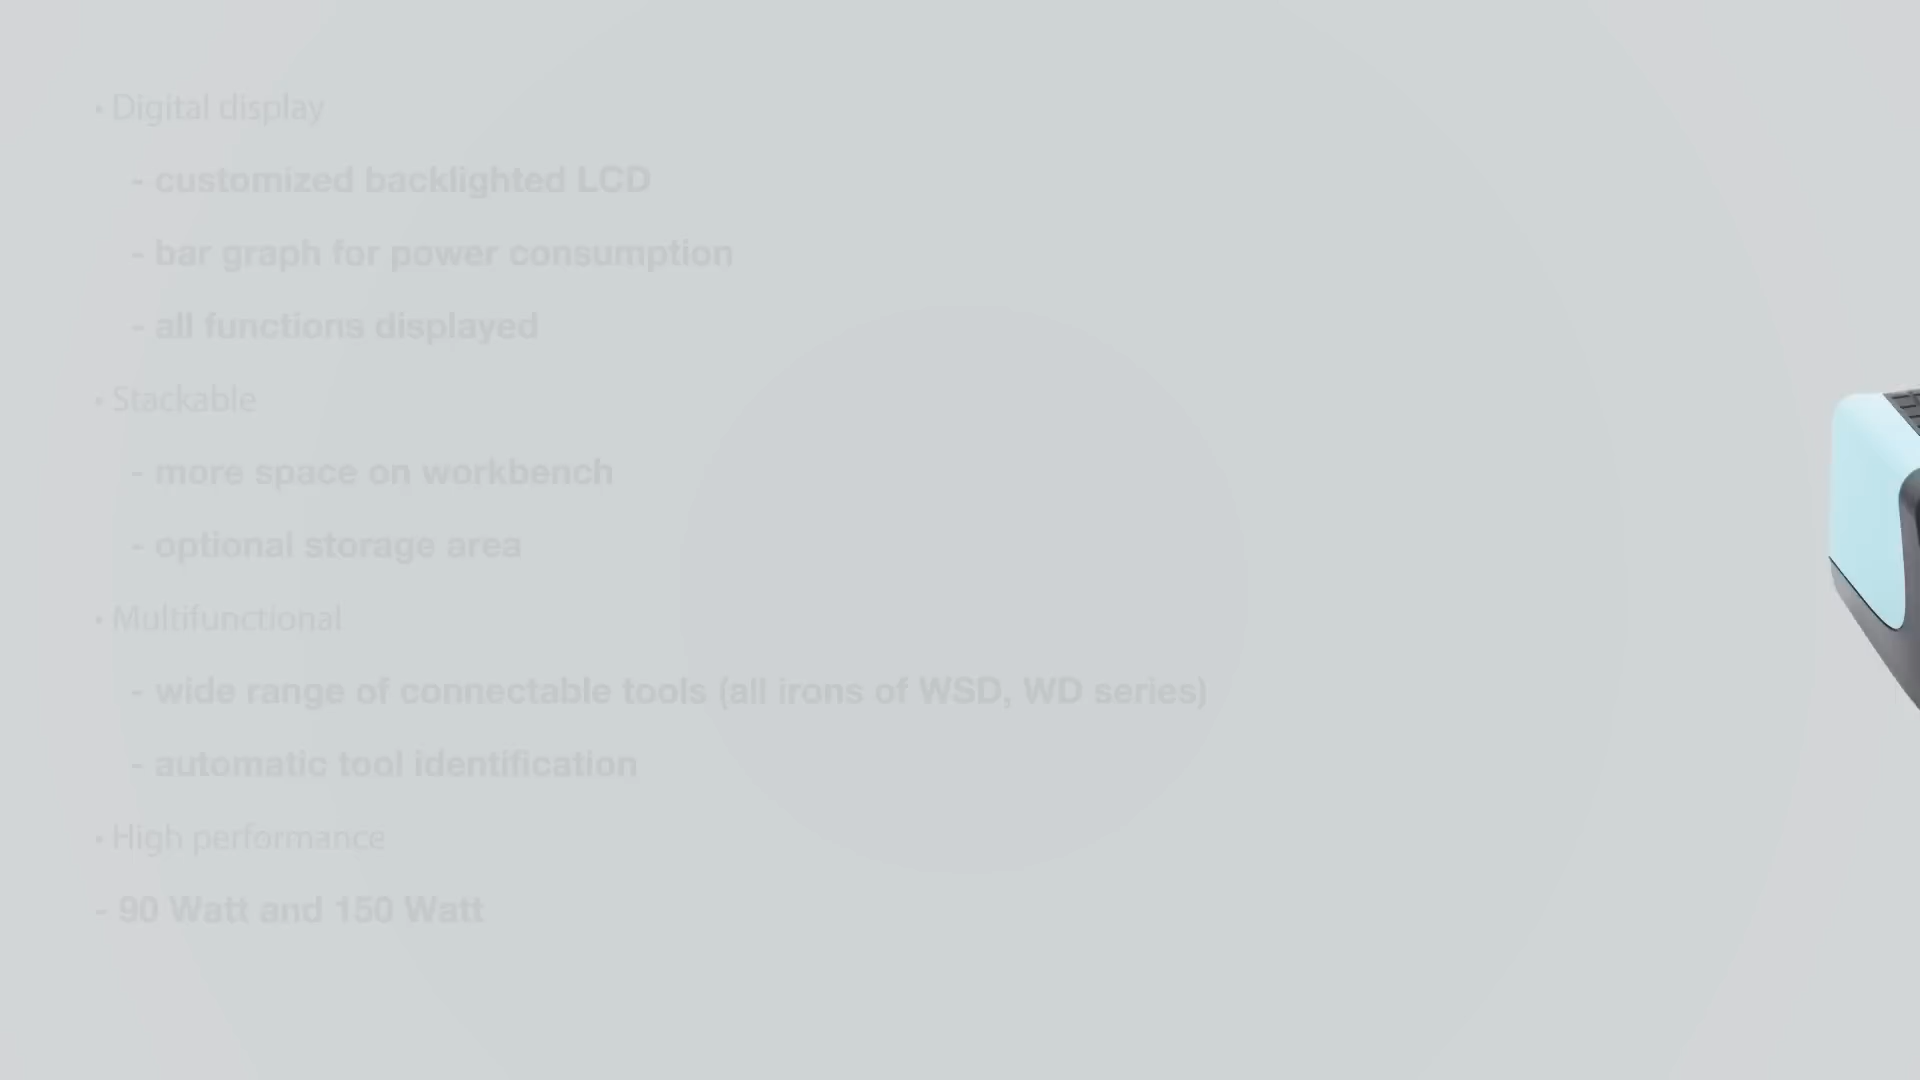 • Digital display
- customized backlighted LCD
- bar graph for power consumption
- all functions displayed
• Stackable
- more space on workbench
- optional storage area
• Multifunctional
- wide range of connectable tools (all irons of WSD, WD series)
- automatic tool identification
• High performance
- 90 Watt and 150 Watt